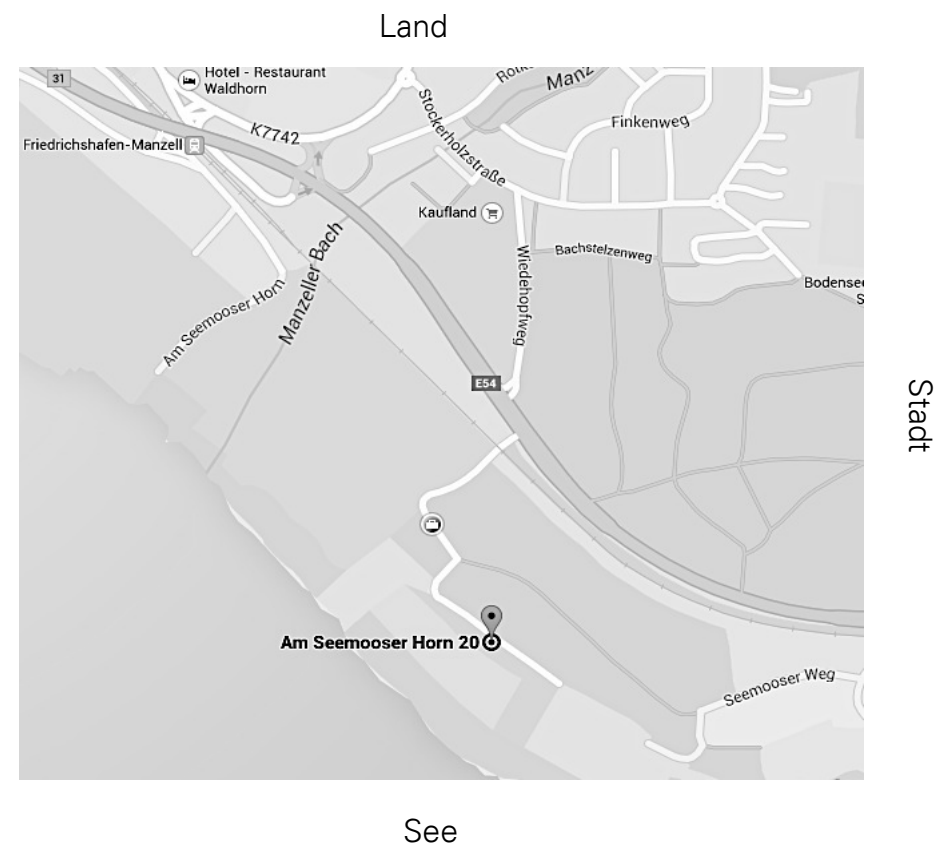 Land
31
Hotel - Restaurant
Waldhorn
Manz
K7742
Stockerholzstraße
Finkenweg
Friedrichshafen-Manzell
Kaufland
Manzeller Bach
Wiedehopfweg
Bachstelzenweg
Am Seemooser Horn
E54
Stadt
Am Seemooser Horn 20
Seemooser Weg
See